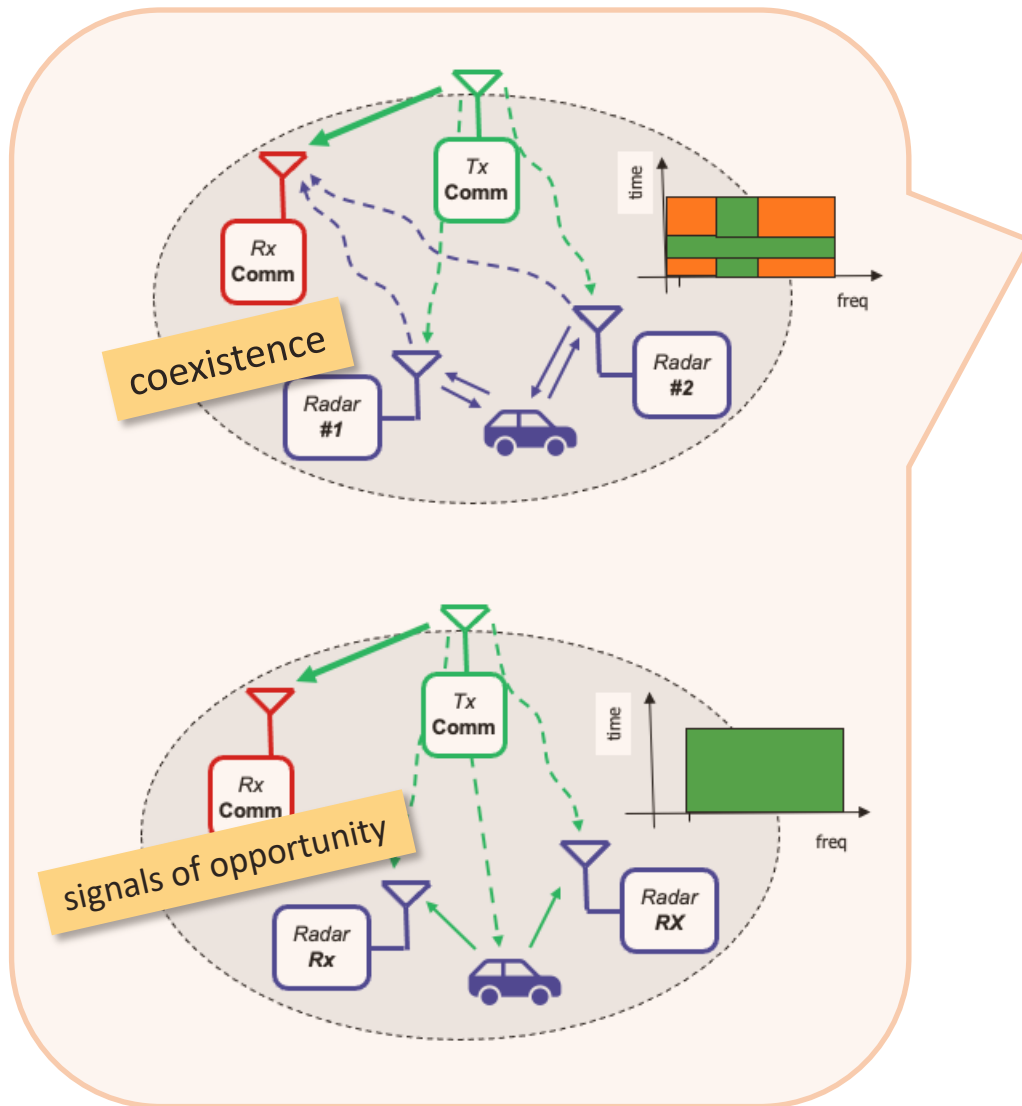 Tx
Comm
time
Rx
Comm
freq
coexistence
Radar
#2
Radar
#1
Tx
Comm
time
Rx
Comm
freq
signals of opportunity
Radar
RX
Radar
Rx